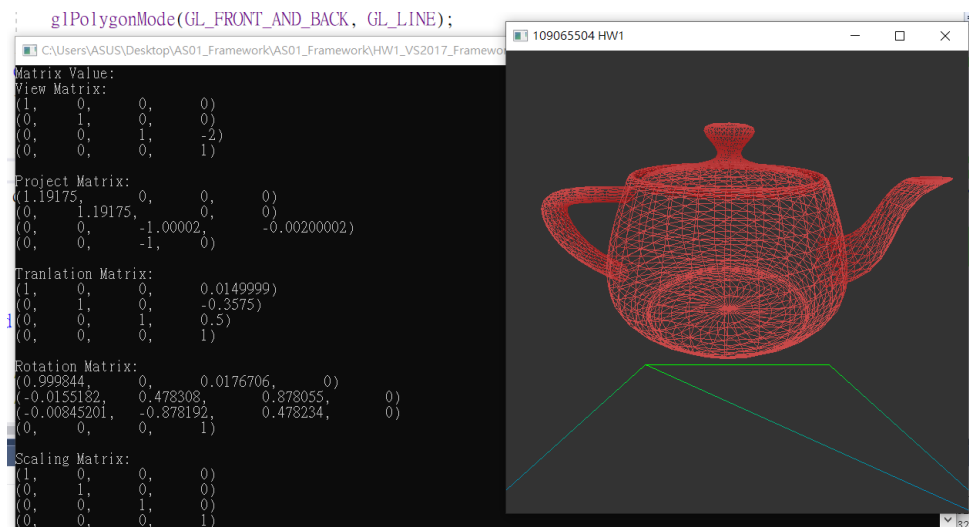 glPolygonMode(GL_FRONT_AND_BACK, GL_LINE);
C:\Users\ASUS\Desktop\AS01_Framework\AS01_Framework\HW1_VS2017_Framewo
109065504 HW1
Matrix Value:
View Matrix:
(1, 0, 0, 0)
(0, 1, 0, 0)
(0, 0, 1, -2)
(0, 0, 0, 1)
Project Matrix:
(1.19175, 0, 0, 0)
(0, 1.19175, 0, 0)
(0, 0, -1.00002, -0.00200002)
(0, 0, -1, 0)
Tranlation Matrix:
(1, 0, 0, 0.0149999)
(0, 1, 0, -0.3575)
(0, 0, 1, 0.5)
(0, 0, 0, 1)
Rotation Matrix:
(0.999844, 0, 0.0176706, 0)
(-0.0155182, 0.478308, 0.878055, 0)
(-0.00845201, -0.878192, 0.478234, 0)
(0, 0, 0, 1)
Scaling Matrix:
(1, 0, 0, 0)
(0, 1, 0, 0)
(0, 0, 1, 0)
(0, 0, 0, 1)